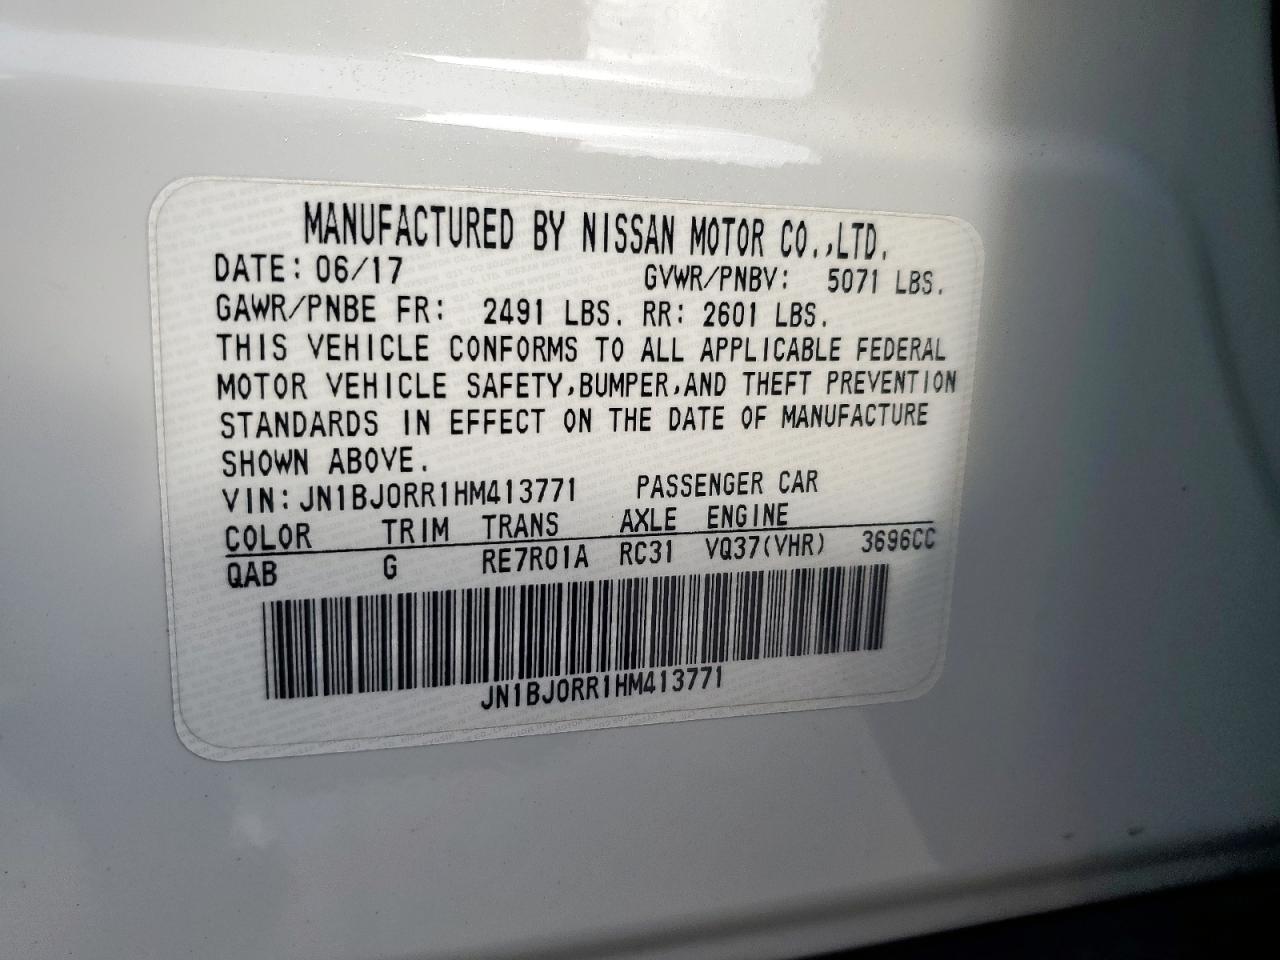 MANUFACTURED BY NISSAN MOTOR CO.,LTD.
DATE: 06/17 GVWR/PNBV: 5071 LBS.
GAWR/PNBE FR: 2491 LBS. RR: 2601 LBS.
THIS VEHICLE CONFORMS TO ALL APPLICABLE FEDERAL
MOTOR VEHICLE SAFETY,BUMPER,AND THEFT PREVENTION
STANDARDS IN EFFECT ON THE DATE OF MANUFACTURE
SHOWN ABOVE.
VIN: JN1BJ0RR1HM413771 PASSENGER CAR
COLOR TRIM TRANS AXLE ENGINE
QAB G RE7R01A RC31 VQ37(VHR) 3696CC
JN1BJ0RR1HM413771